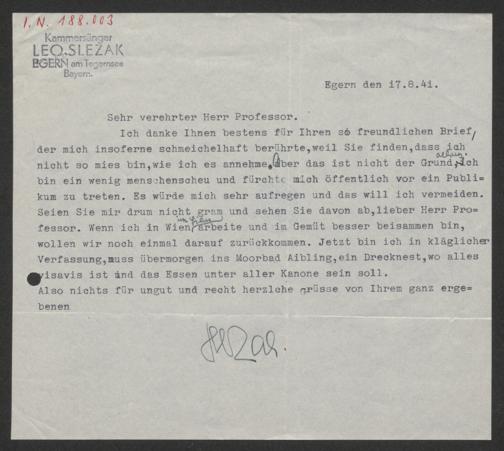 I.N. 188.003
Kammersänger
LEO SLEZAK
EGERN am Tegernsee
Bayern.
Egern den 17.8.41.
Sehr verehrter Herr Professor.
Ich danke Ihnen bestens für Ihren so freundlichen Brief,
der mich insoferne schmeichelhaft berührte,weil Sie finden,dass ich
nicht so mies bin,wie ich es annehme.Aber das ist nicht der Grund, allein. Ich
bin ein wenig menschenscheu und fürchte mich öffentlich vor ein Publi=
kum zu treten. Es würde mich sehr aufregen und das will ich vermeiden.
Seien Sie mir drum nicht gram und sehen Sie davon ab,lieber Herr Pro=
fessor. Wenn ich in Wien arbeite und im Gemüt besser beisammen bin,
wollen wir noch einmal darauf zurückkommen. Jetzt bin ich in kläglicher
Verfassung,muss übermorgen ins Moorbad Aibling,ein Drecknest,wo alles
visavis ist und das Essen unter aller Kanone sein soll.
Also nichts für ungut und recht herzlche grüsse von Ihrem ganz erge=
benen
Slezak.